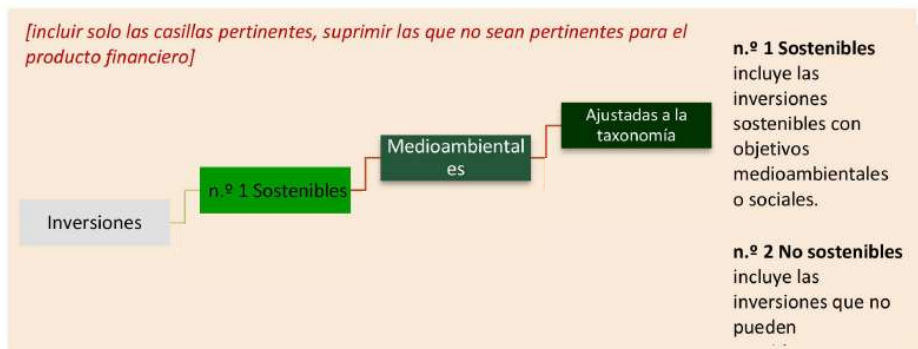 [incluir solo las casillas pertinentes, suprimir las que no sean pertinentes para el
producto financiero]
Inversiones
n.º 1 Sostenibles
Medioambiental
es
Ajustadas a la
taxonomía
n.º 1 Sostenibles
incluye las
inversiones
sostenibles con
objetivos
medioambientales
o sociales.
n.º 2 No sostenibles
incluye las
inversiones que no
pueden